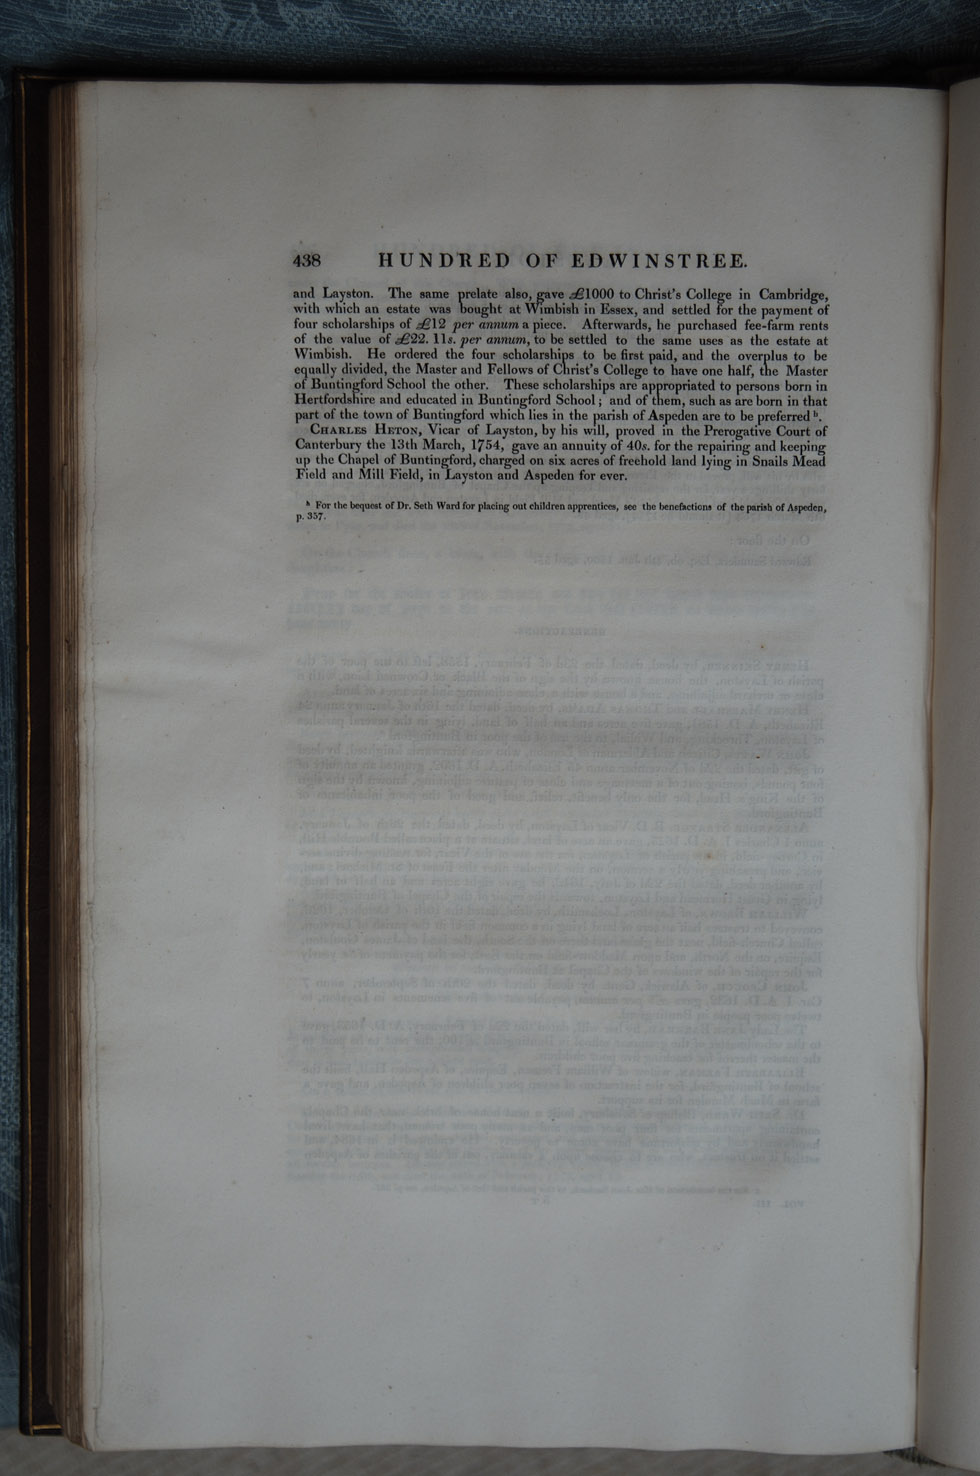 438 HUNDRED OF EDWINSTREE.
and Layston. The same prelate also, gave £1000 to Christ's College in Cambridge,
with which an estate was bought at Wimbish in Essex, and settled for the payment of
four scholarships of £12 per annum a piece. Afterwards, he purchased fee-farm rents
of the value of £22. 11s. per annum, to be settled to the same uses as the estate at
Wimbish. He ordered the four scholarships to be first paid, and the overplus to be
equally divided, the Master and Fellows of Christ's College to have one half, the Master
of Buntingford School the other. These scholarships are appropriated to persons born in
Hertfordshire and educated in Buntingford School; and of them, such as are born in that
part of the town of Buntingford which lies in the parish of Aspeden are to be preferred h.
CHARLES HETON, Vicar of Layston, by his will, proved in the Prerogative Court of
Canterbury the 13th March, 1754, gave an annuity of 40s. for the repairing and keeping
up the Chapel of Buntingford, charged on six acres of freehold land lying in Snails Mead
Field and Mill Field, in Layston and Aspeden for ever.
h For the bequest of Dr. Seth Ward for placing out children apprentices, see the benefactions of the parish of Aspeden,
p. 357.